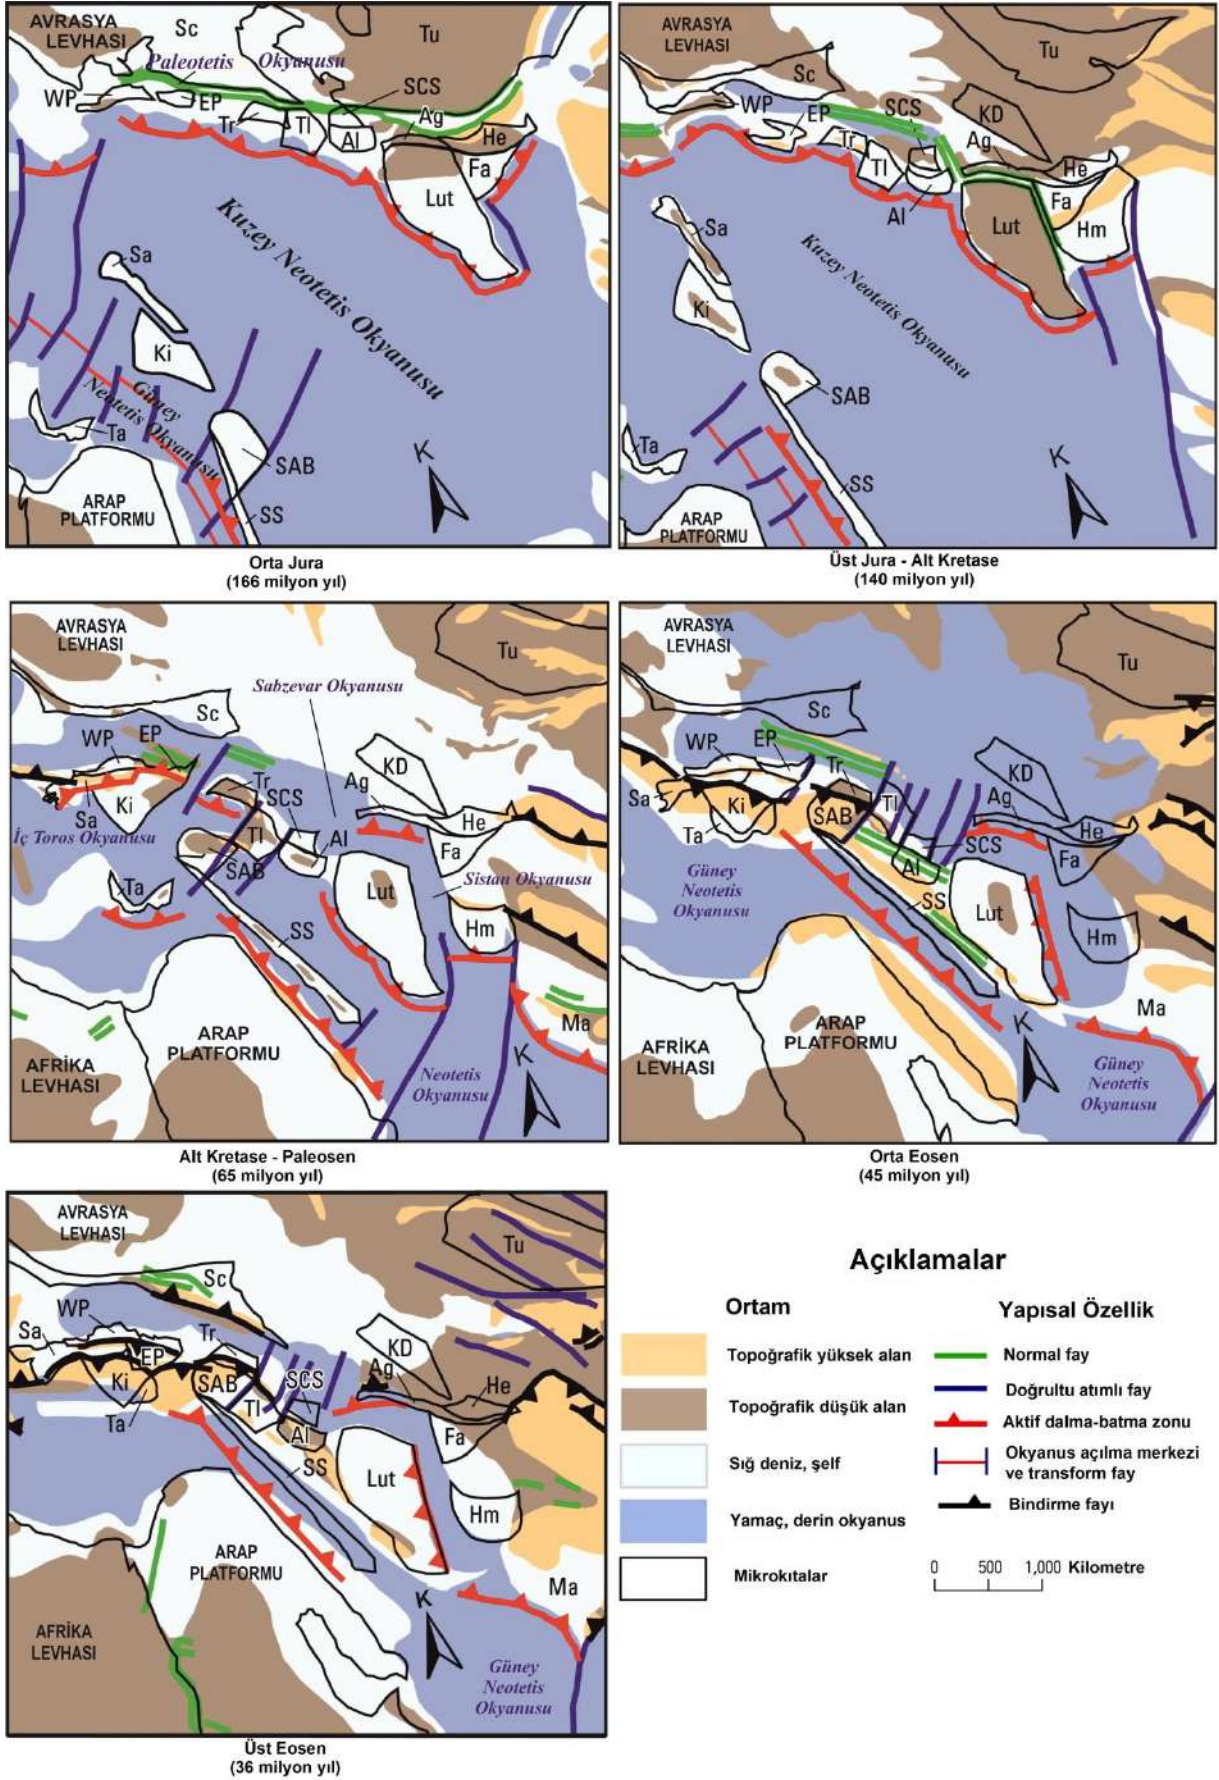 AVRASYA
LEVHASI
Sc
Tu
Paleotetis Okyanusu
WP
EP
SCS
Tr
Tl
Al
Ag
He
Fa
Lut
Kuzey Neotetis Okyanusu
Sa
Ki
Güney
Neotetis Okyanusu
Ta
SAB
SS
K
ARAP
PLATFORMU
Orta Jura
(166 milyon yıl)
AVRASYA
LEVHASI
Sc
Tu
WP
EP
SCS
KD
Tr
Tl
Ag
He
Al
Fa
Lut
Hm
Sa
Kuzey Neotetis Okyanusu
Ki
SAB
Ta
K
SS
ARAP
PLATFORMU
Üst Jura - Alt Kretase
(140 milyon yıl)
AVRASYA
LEVHASI
Tu
Sabzevar Okyanusu
Sc
WP
EP
KD
Tr
Ag
SCS
Sa
Ki
He
İç Toros Okyanusu
Tl
Al
Fa
SAB
Ta
Lut
Sistan Okyanusu
SS
Hm
Ma
ARAP
PLATFORMU
K
AFRİKA
LEVHASI
Neotetis
Okyanusu
Alt Kretase - Paleosen
(65 milyon yıl)
AVRASYA
LEVHASI
Tu
Sc
WP
EP
KD
Tr
Sa
Ki
Tl
Ag
SAB
He
Ta
SCS
Al
Fa
Güney
Neotetis
Okyanusu
SS
Lut
Hm
Ma
K
ARAP
PLATFORMU
AFRİKA
LEVHASI
Güney
Neotetis
Okyanusu
Orta Eosen
(45 milyon yıl)
AVRASYA
LEVHASI
Tu
Sc
WP
Sa
Tr
KD
EP
Ag
Ki
SAB
SCS
He
Ta
Tl
Al
Fa
SS
Lut
Hm
ARAP
PLATFORMU
Ma
K
AFRİKA
LEVHASI
Güney
Neotetis
Okyanusu
Üst Eosen
(36 milyon yıl)
Açıklamalar
Ortam
Topoğrafik yüksek alan
Topoğrafik düşük alan
Sığ deniz, şelf
Yamaç, derin okyanus
Mikrokıtalar
Yapısal Özellik
Normal fay
Doğrultu atımlı fay
Aktif dalma-batma zonu
Okyanus açılma merkezi
ve transform fay
Bindirme fayı
0 500 1,000 Kilometre